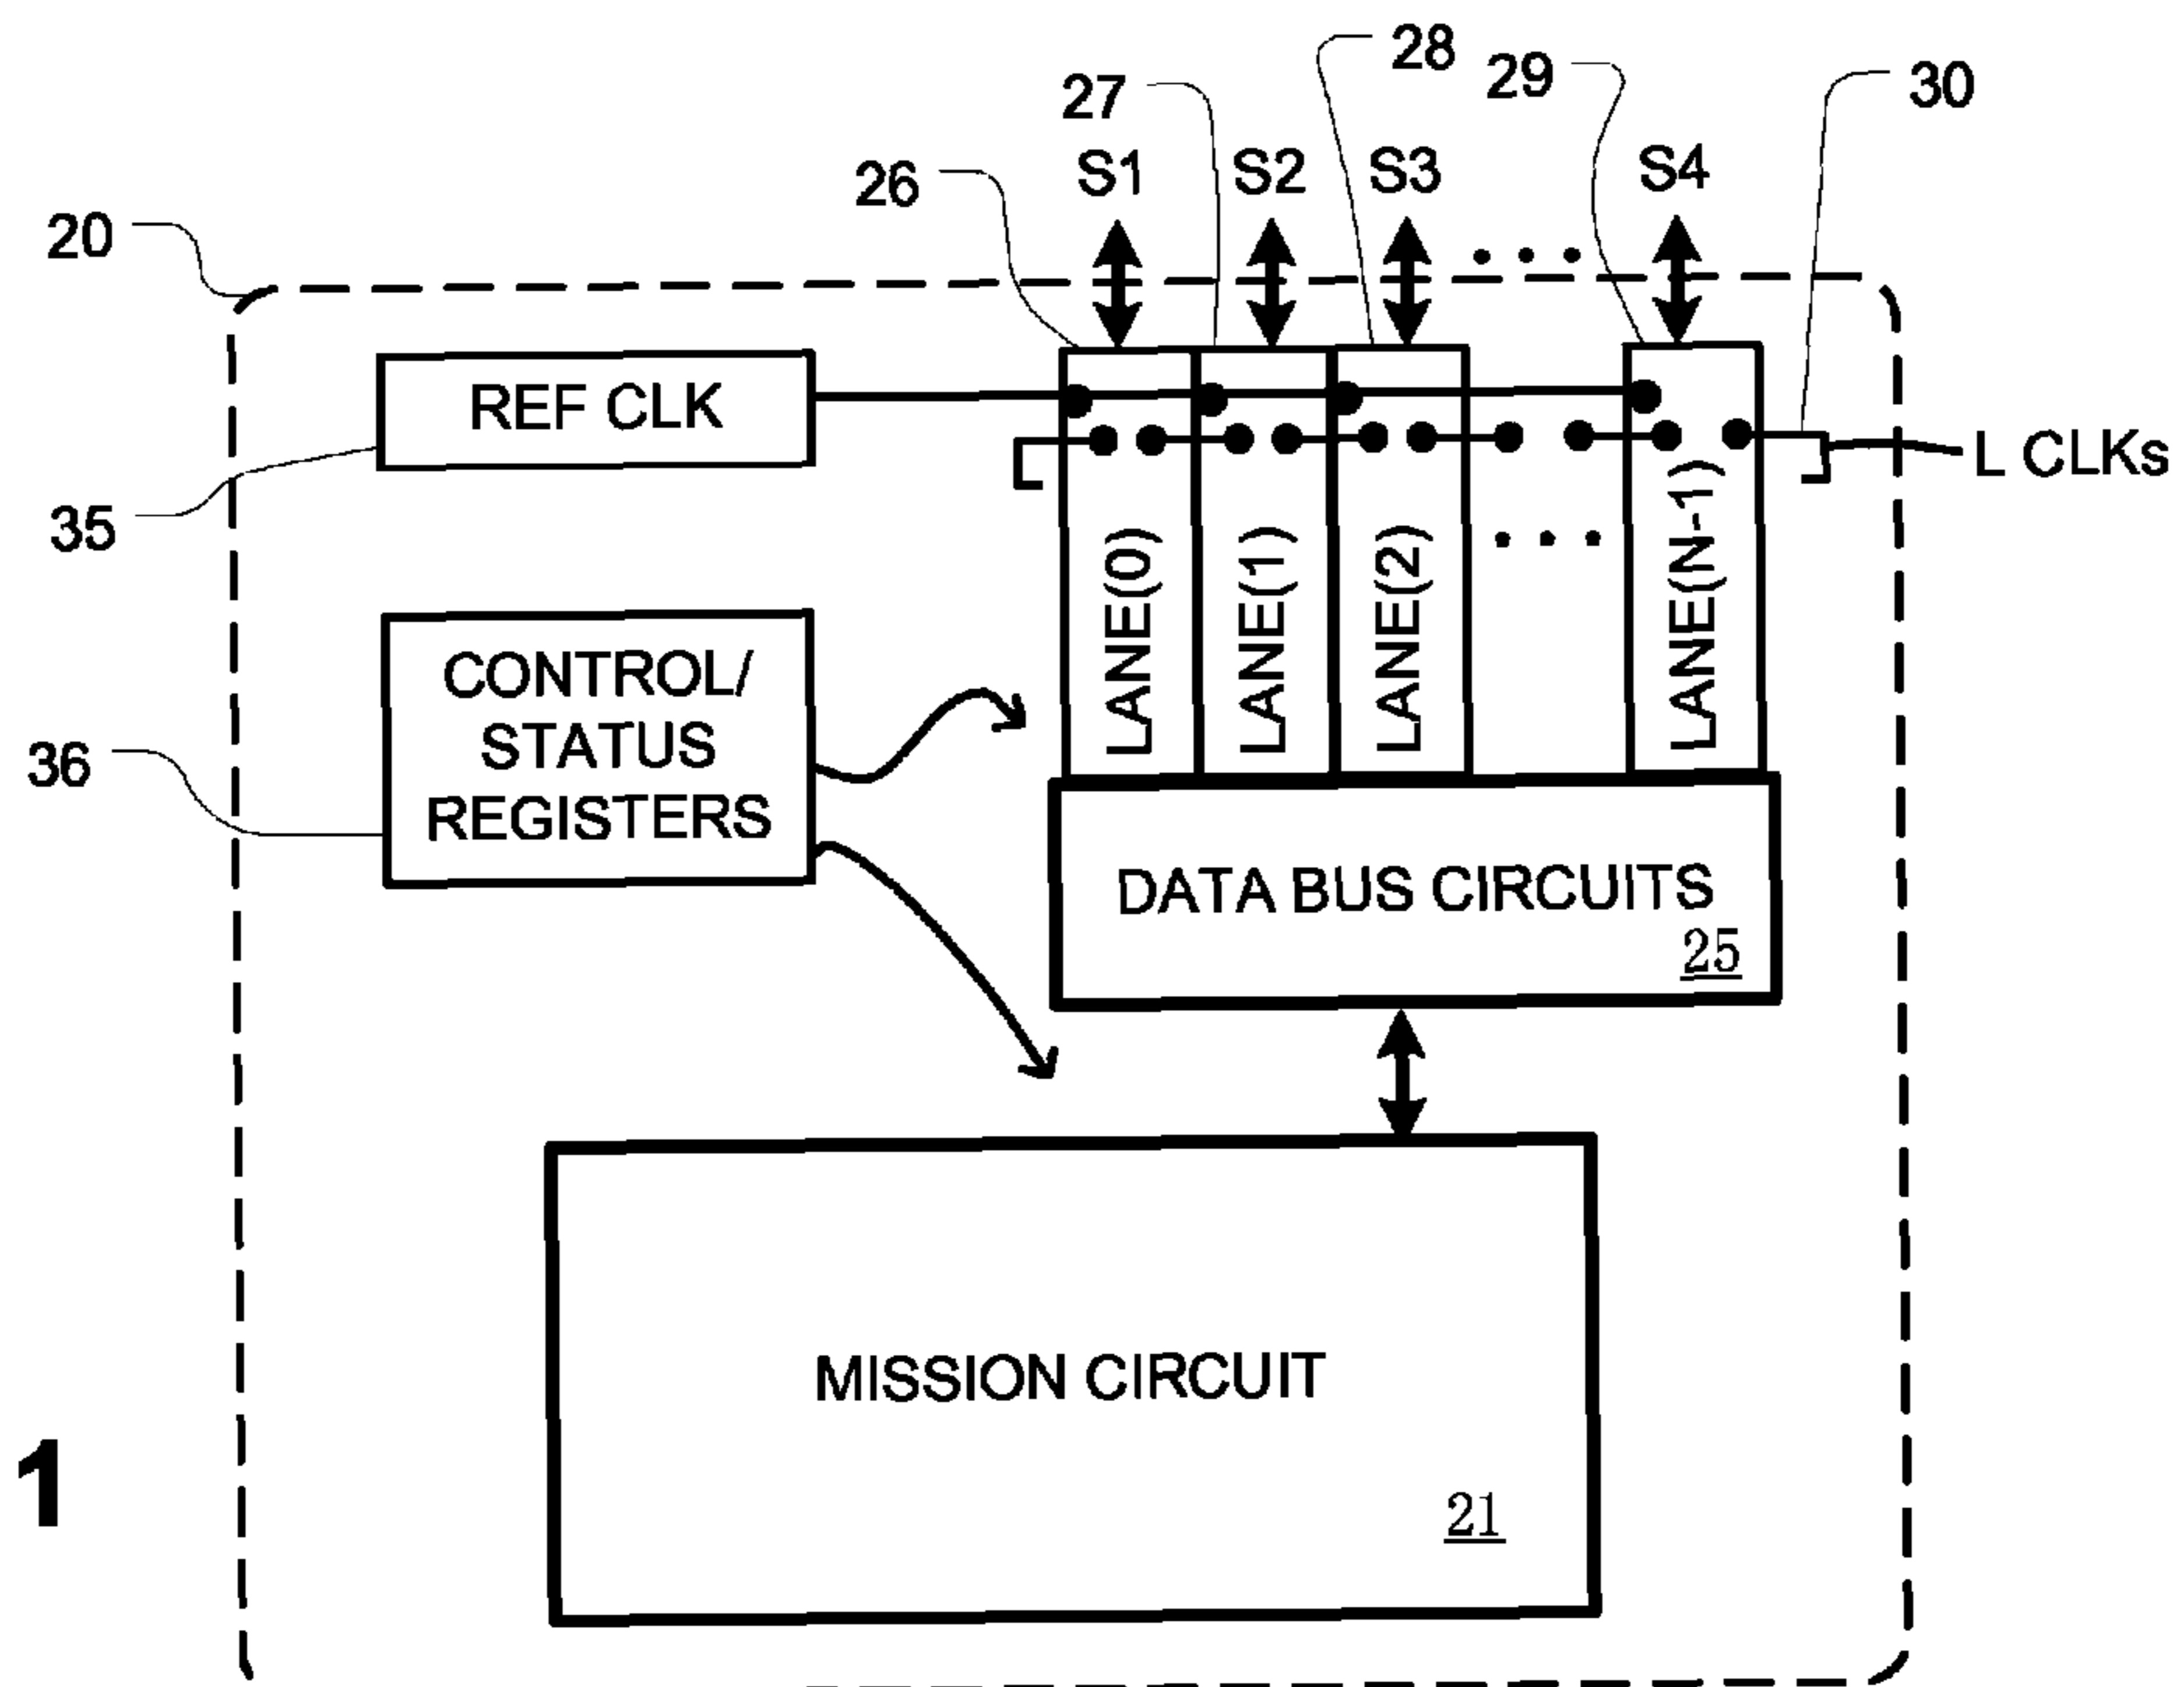 28
29
30
27
26
S1
S2
S3
S4
20
• • •
REF CLK
L CLKs
35
LANE(0)
LANE(1)
LANE(2)
• • •
LANE(N-1)
CONTROL/
STATUS
REGISTERS
36
DATA BUS CIRCUITS
25
MISSION CIRCUIT
21
1